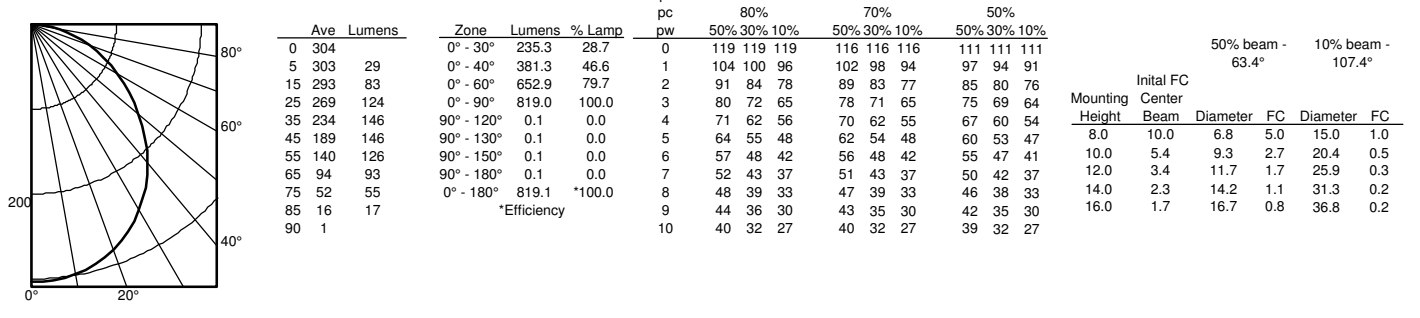 80°
60°
40°
200
0° 20°
Ave Lumens
0 304
5 303 29
15 293 83
25 269 124
35 234 146
45 189 146
55 140 126
65 94 93
75 52 55
85 16 17
90 1
Zone Lumens % Lamp
0° - 30° 235.3 28.7
0° - 40° 381.3 46.6
0° - 60° 652.9 79.7
0° - 90° 819.0 100.0
90° - 120° 0.1 0.0
90° - 130° 0.1 0.0
90° - 150° 0.1 0.0
90° - 180° 0.1 0.0
0° - 180° 819.1 *100.0
*Efficiency
pc 80% 70% 50%
pw 50% 30% 10% 50% 30% 10% 50% 30% 10%
0 119 119 119 116 116 116 111 111 111
1 104 100 96 102 98 94 97 94 91
2 91 84 78 89 83 77 85 80 76
3 80 72 65 78 71 65 75 69 64
4 71 62 56 70 62 55 67 60 54
5 64 55 48 62 54 48 60 53 47
6 57 48 42 56 48 42 55 47 41
7 52 43 37 51 43 37 50 42 37
8 48 39 33 47 39 33 46 38 33
9 44 36 30 43 35 30 42 35 30
10 40 32 27 40 32 27 39 32 27
50% beam - 10% beam -
63.4° 107.4°
Inital FC
Mounting Center
Height Beam Diameter FC Diameter FC
8.0 10.0 6.8 5.0 15.0 1.0
10.0 5.4 9.3 2.7 20.4 0.5
12.0 3.4 11.7 1.7 25.9 0.3
14.0 2.3 14.2 1.1 31.3 0.2
16.0 1.7 16.7 0.8 36.8 0.2